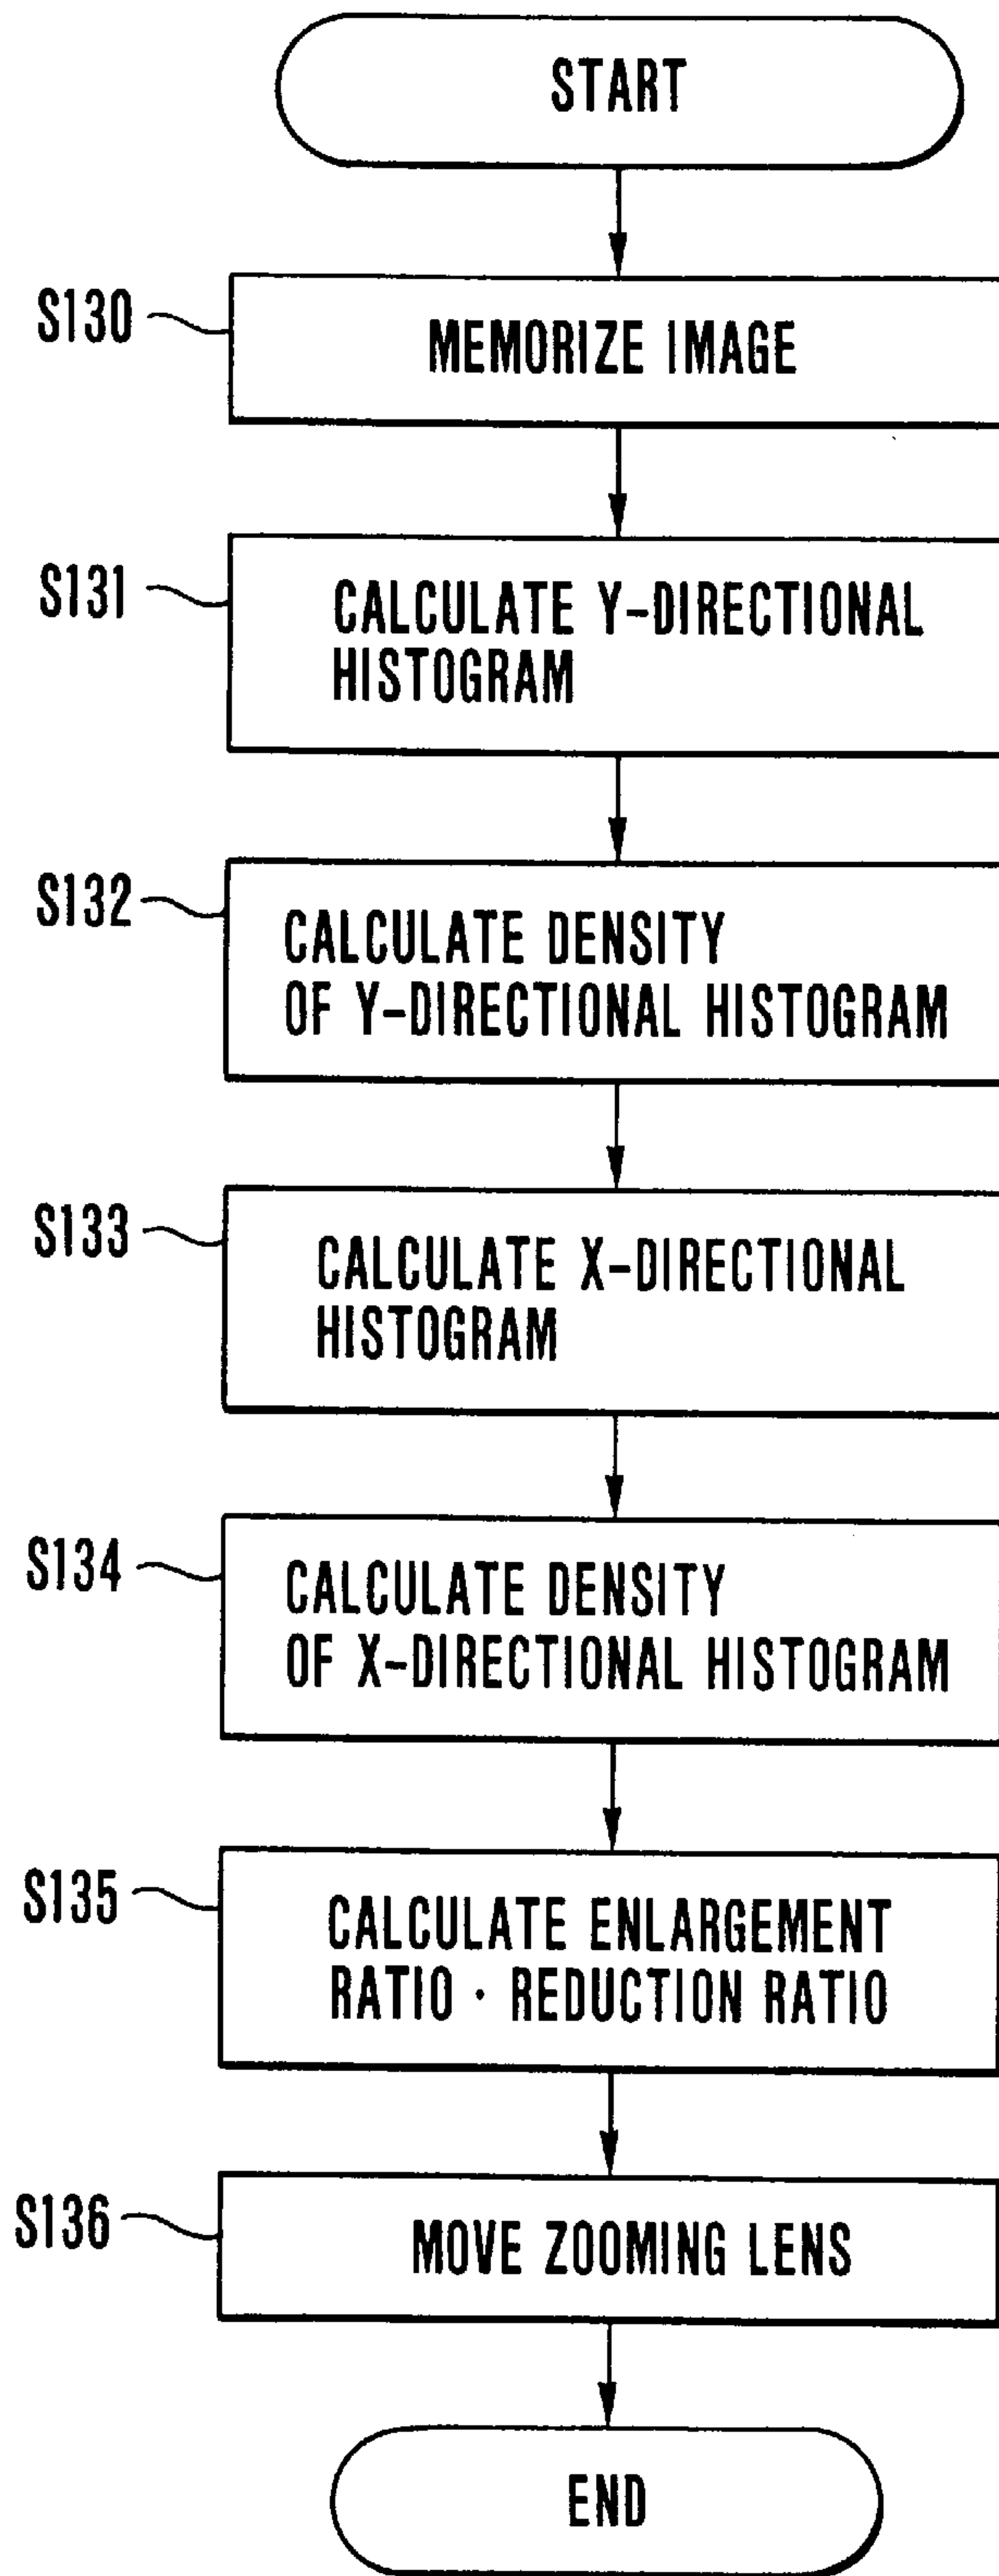 START
S130
MEMORIZE IMAGE
S131
CALCULATE Y-DIRECTIONAL
HISTOGRAM
S132
CALCULATE DENSITY
OF Y-DIRECTIONAL HISTOGRAM
S133
CALCULATE X-DIRECTIONAL
HISTOGRAM
S134
CALCULATE DENSITY
OF X-DIRECTIONAL HISTOGRAM
S135
CALCULATE ENLARGEMENT
RATIO · REDUCTION RATIO
S136
MOVE ZOOMING LENS
END